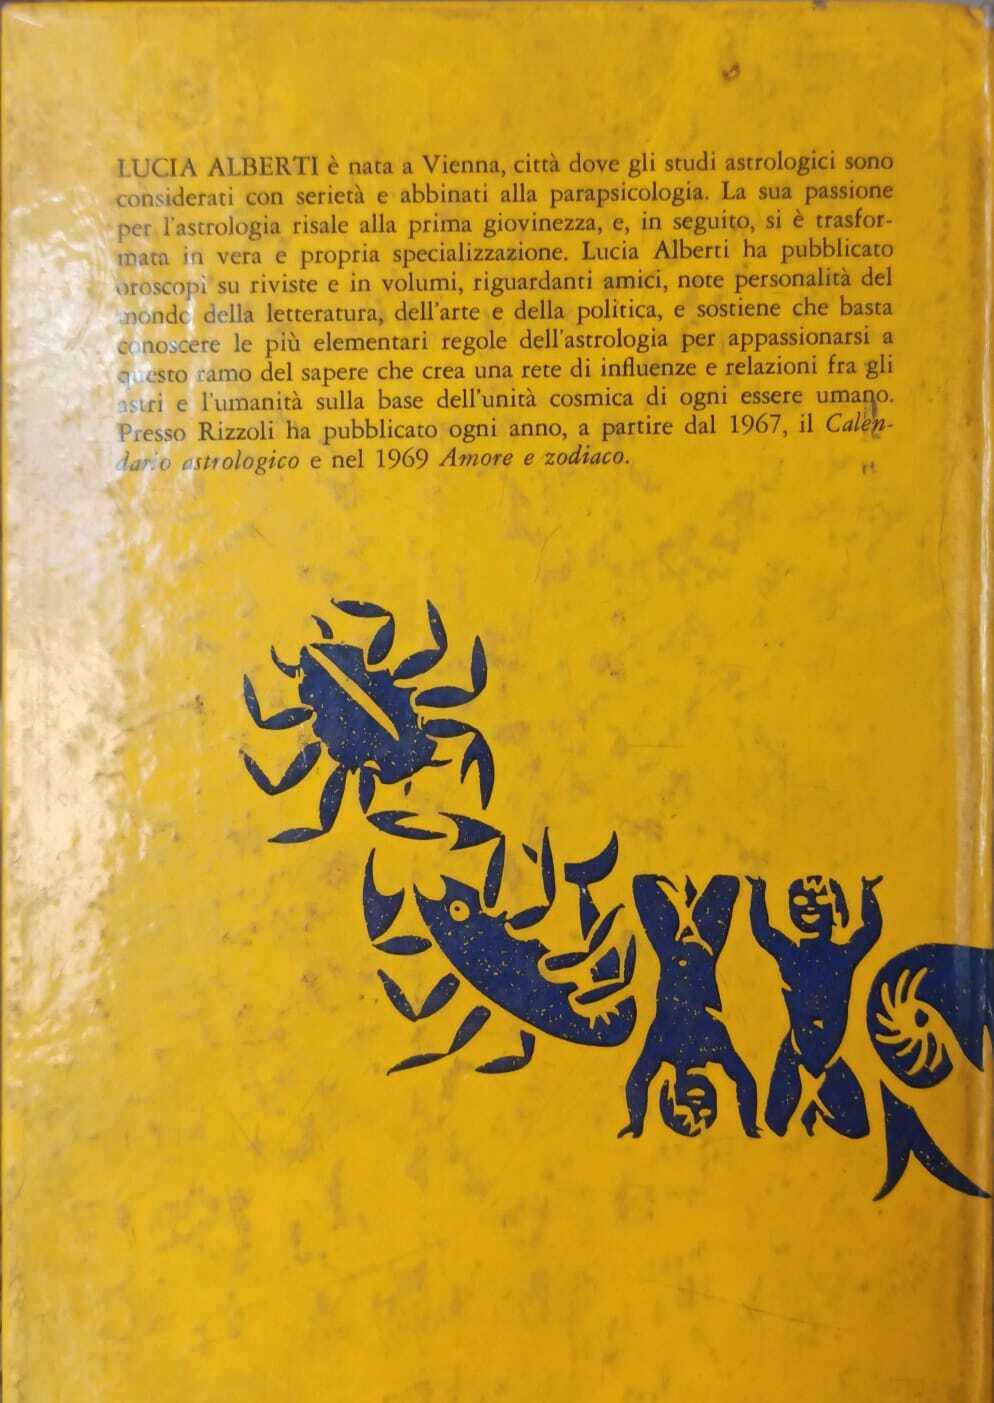 LUCIA ALBERTI è nata a Vienna, città dove gli studi astrologici sono
considerati con serietà e abbinati alla parapsicologia. La sua passione
per l'astrologia risale alla prima giovinezza, e, in seguito, si è trasfor-
mata in vera e propria specializzazione. Lucia Alberti ha pubblicato
oroscopi su riviste e in volumi, riguardanti amici, note personalità del
mondo della letteratura, dell'arte e della politica, e sostiene che basta
conoscere le più elementari regole dell'astrologia per appassionarsi a
questo ramo del sapere che crea una rete di influenze e relazioni fra gli
astri e l'umanità sulla base dell'unità cosmica di ogni essere umano.
Presso Rizzoli ha pubblicato ogni anno, a partire dal 1967, il Calen-
dario astrologico e nel 1969 Amore e zodiaco.